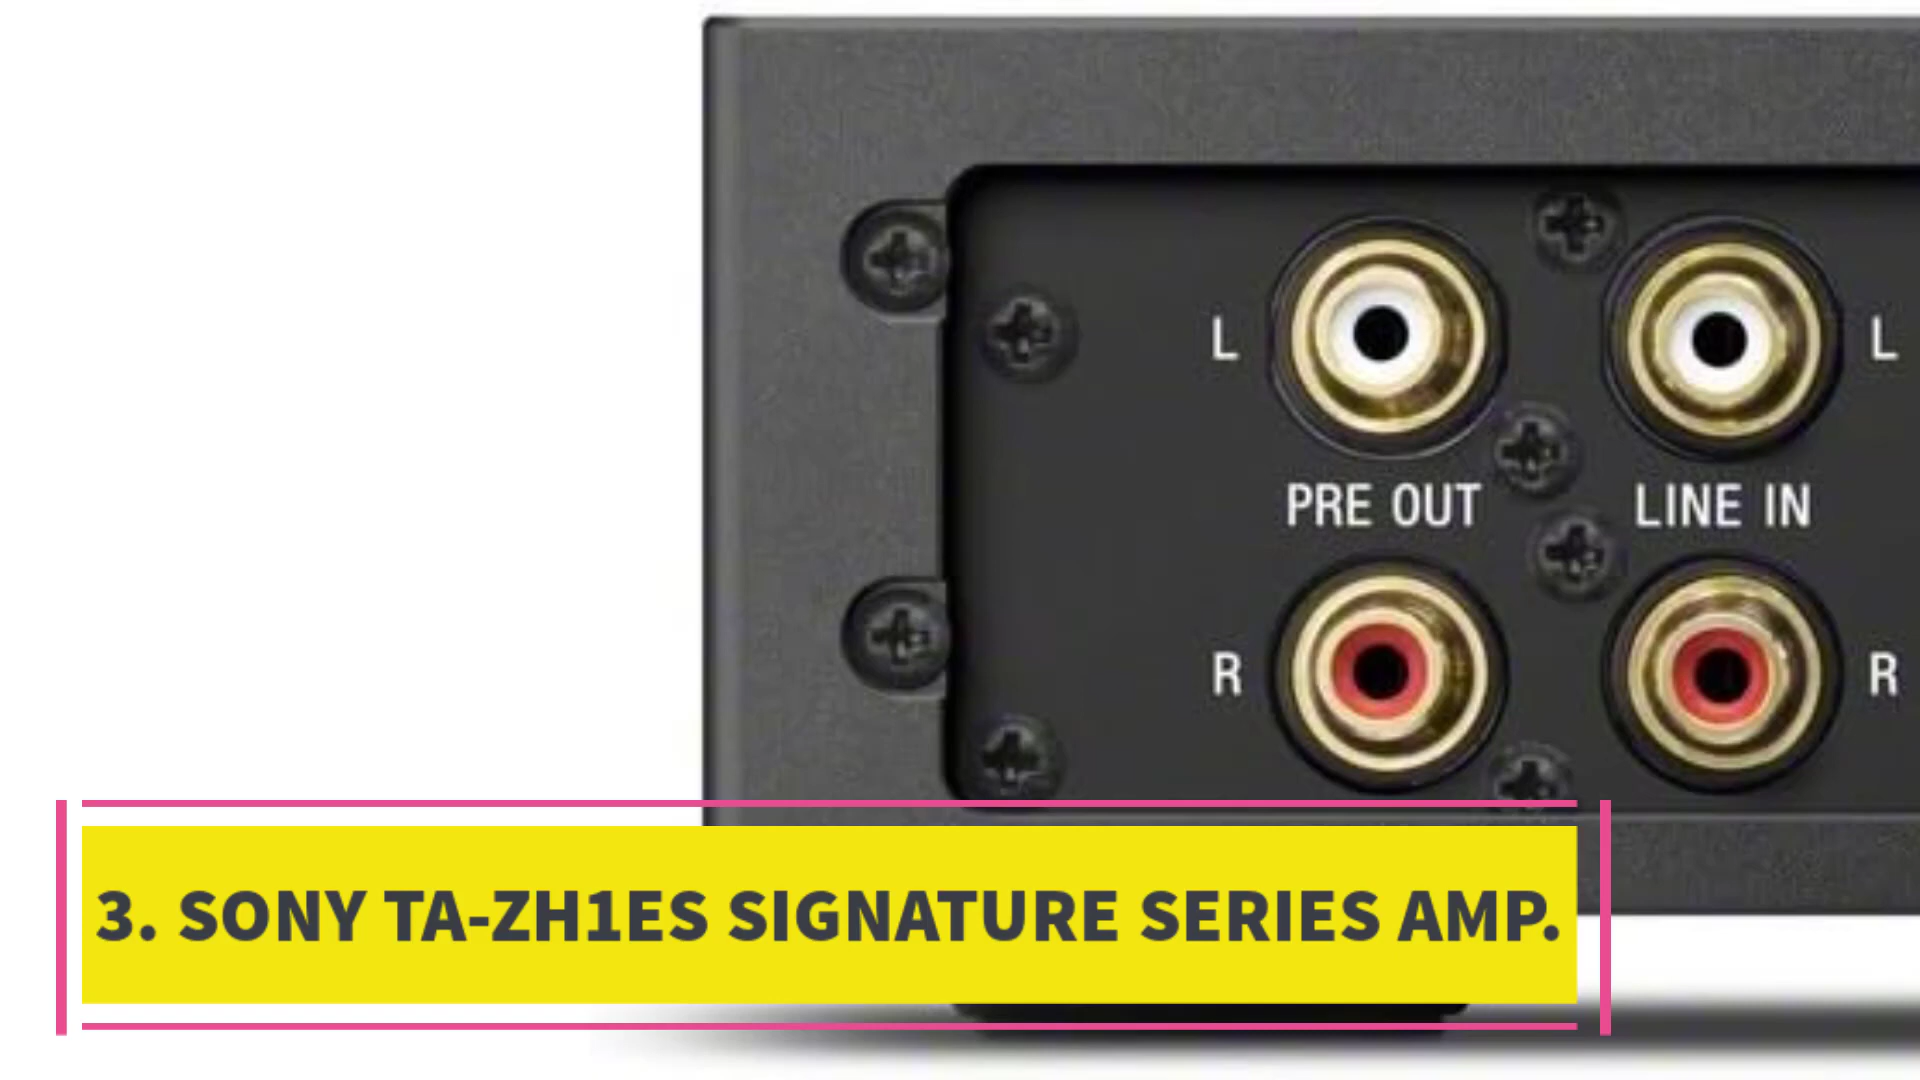 L L
PRE OUT LINE IN
R R
3. SONY TA-ZH1ES SIGNATURE SERIES AMP.